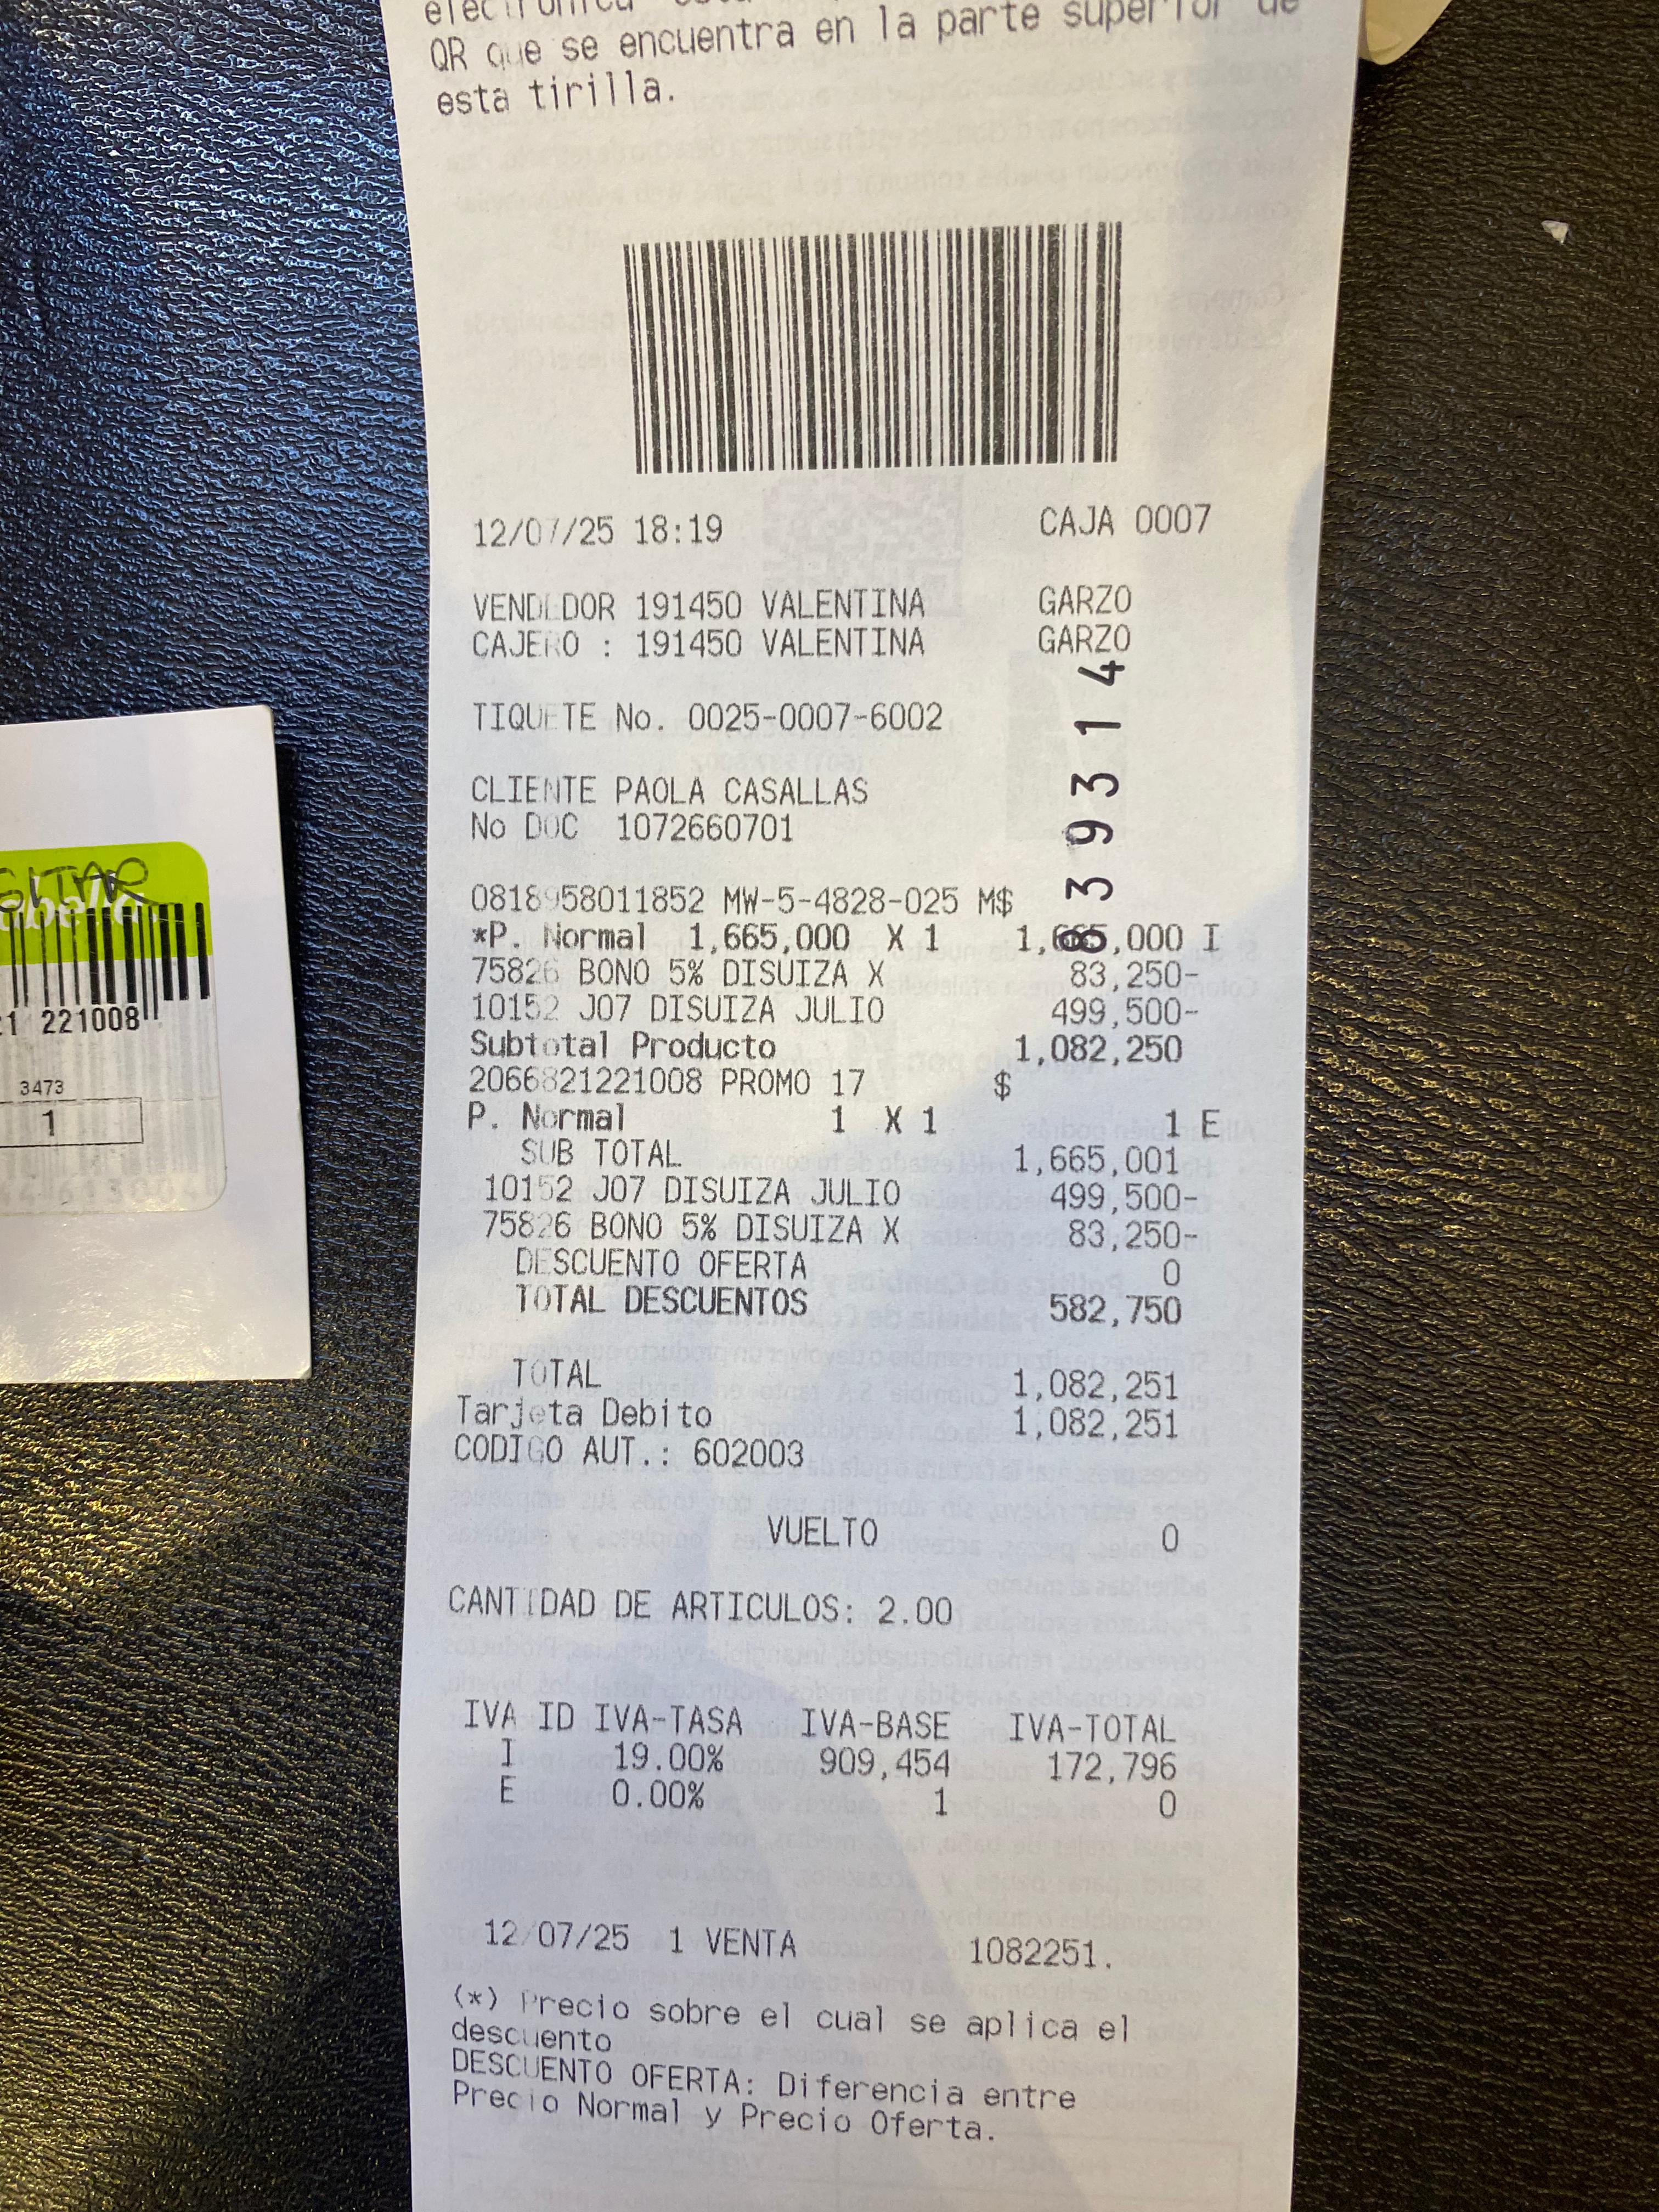 QR que se encuentra en la parte superior de
esta tirilla.
12/07/25 18:19 CAJA 0007
VENDEDOR 191450 VALENTINA GARZO
CAJERO : 191450 VALENTINA GARZO
TIQUETE No. 0025-0007-6002
CLIENTE PAOLA CASALLAS
No DOC 1072660701
839314
0818958011852 MW-5-4828-025 M$
*P. Normal 1,665,000 X 1 1,665,000 I
75826 BONO 5% DISUIZA X 83,250-
10152 J07 DISUIZA JULIO 499,500-
Subtotal Producto 1,082,250
2066821221008 PROMO 17 $
P. Normal 1 X 1 1 E
SUB TOTAL 1,665,001
10152 J07 DISUIZA JULIO 499,500-
75826 BONO 5% DISUIZA X 83,250-
DESCUENTO OFERTA 0
TOTAL DESCUENTOS 582,750
TOTAL 1,082,251
Tarjeta Debito 1,082,251
CODIGO AUT.: 602003
VUELTO 0
CANTIDAD DE ARTICULOS: 2.00
IVA ID IVA-TASA IVA-BASE IVA-TOTAL
I 19.00% 909,454 172,796
E 0.00% 1 0
12/07/25 1 VENTA 1082251.
(*) Precio sobre el cual se aplica el
descuento
DESCUENTO OFERTA: Diferencia entre
Precio Normal y Precio Oferta.
221008
3473
1